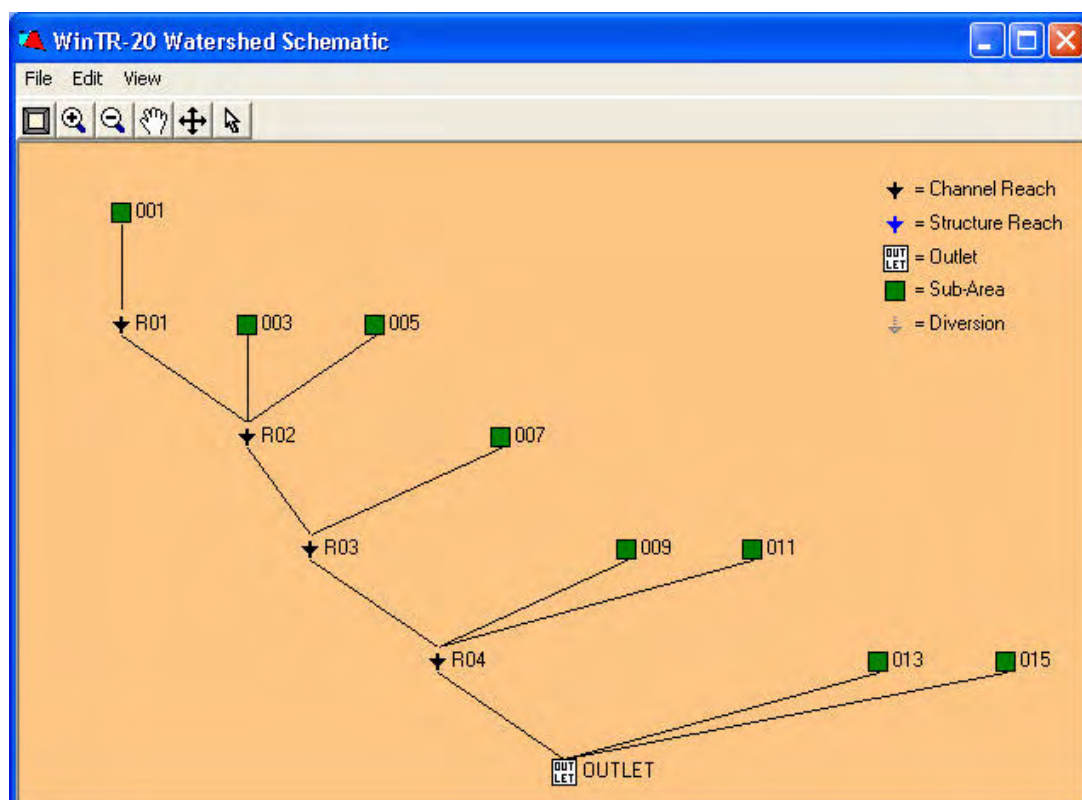 WinTR-20 Watershed Schematic
File Edit View
= Channel Reach
= Structure Reach
OUT
LET = Outlet
= Sub-Area
= Diversion
001
R01 003 005
R02 007
R03 009 011
R04 013 015
OUT
LET OUTLET